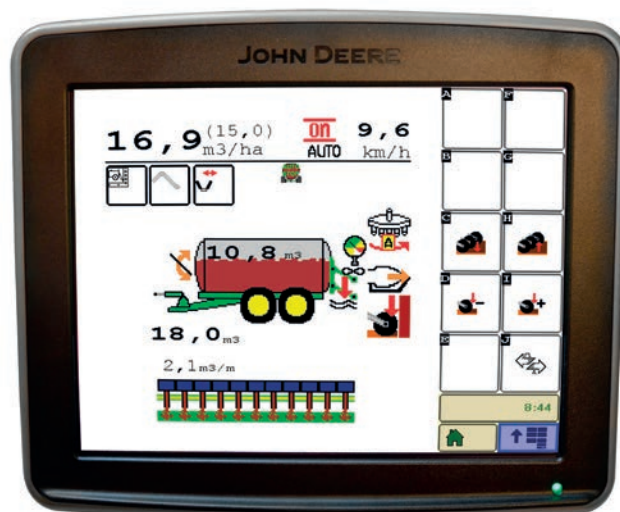 JOHN DEERE
16,9 (15,0) m3/ha
on AUTO
9,6 km/h
10,8 m3
A
18,0 m3
2,1 m3/m
A F
B G
C H
D I
E J
8:44